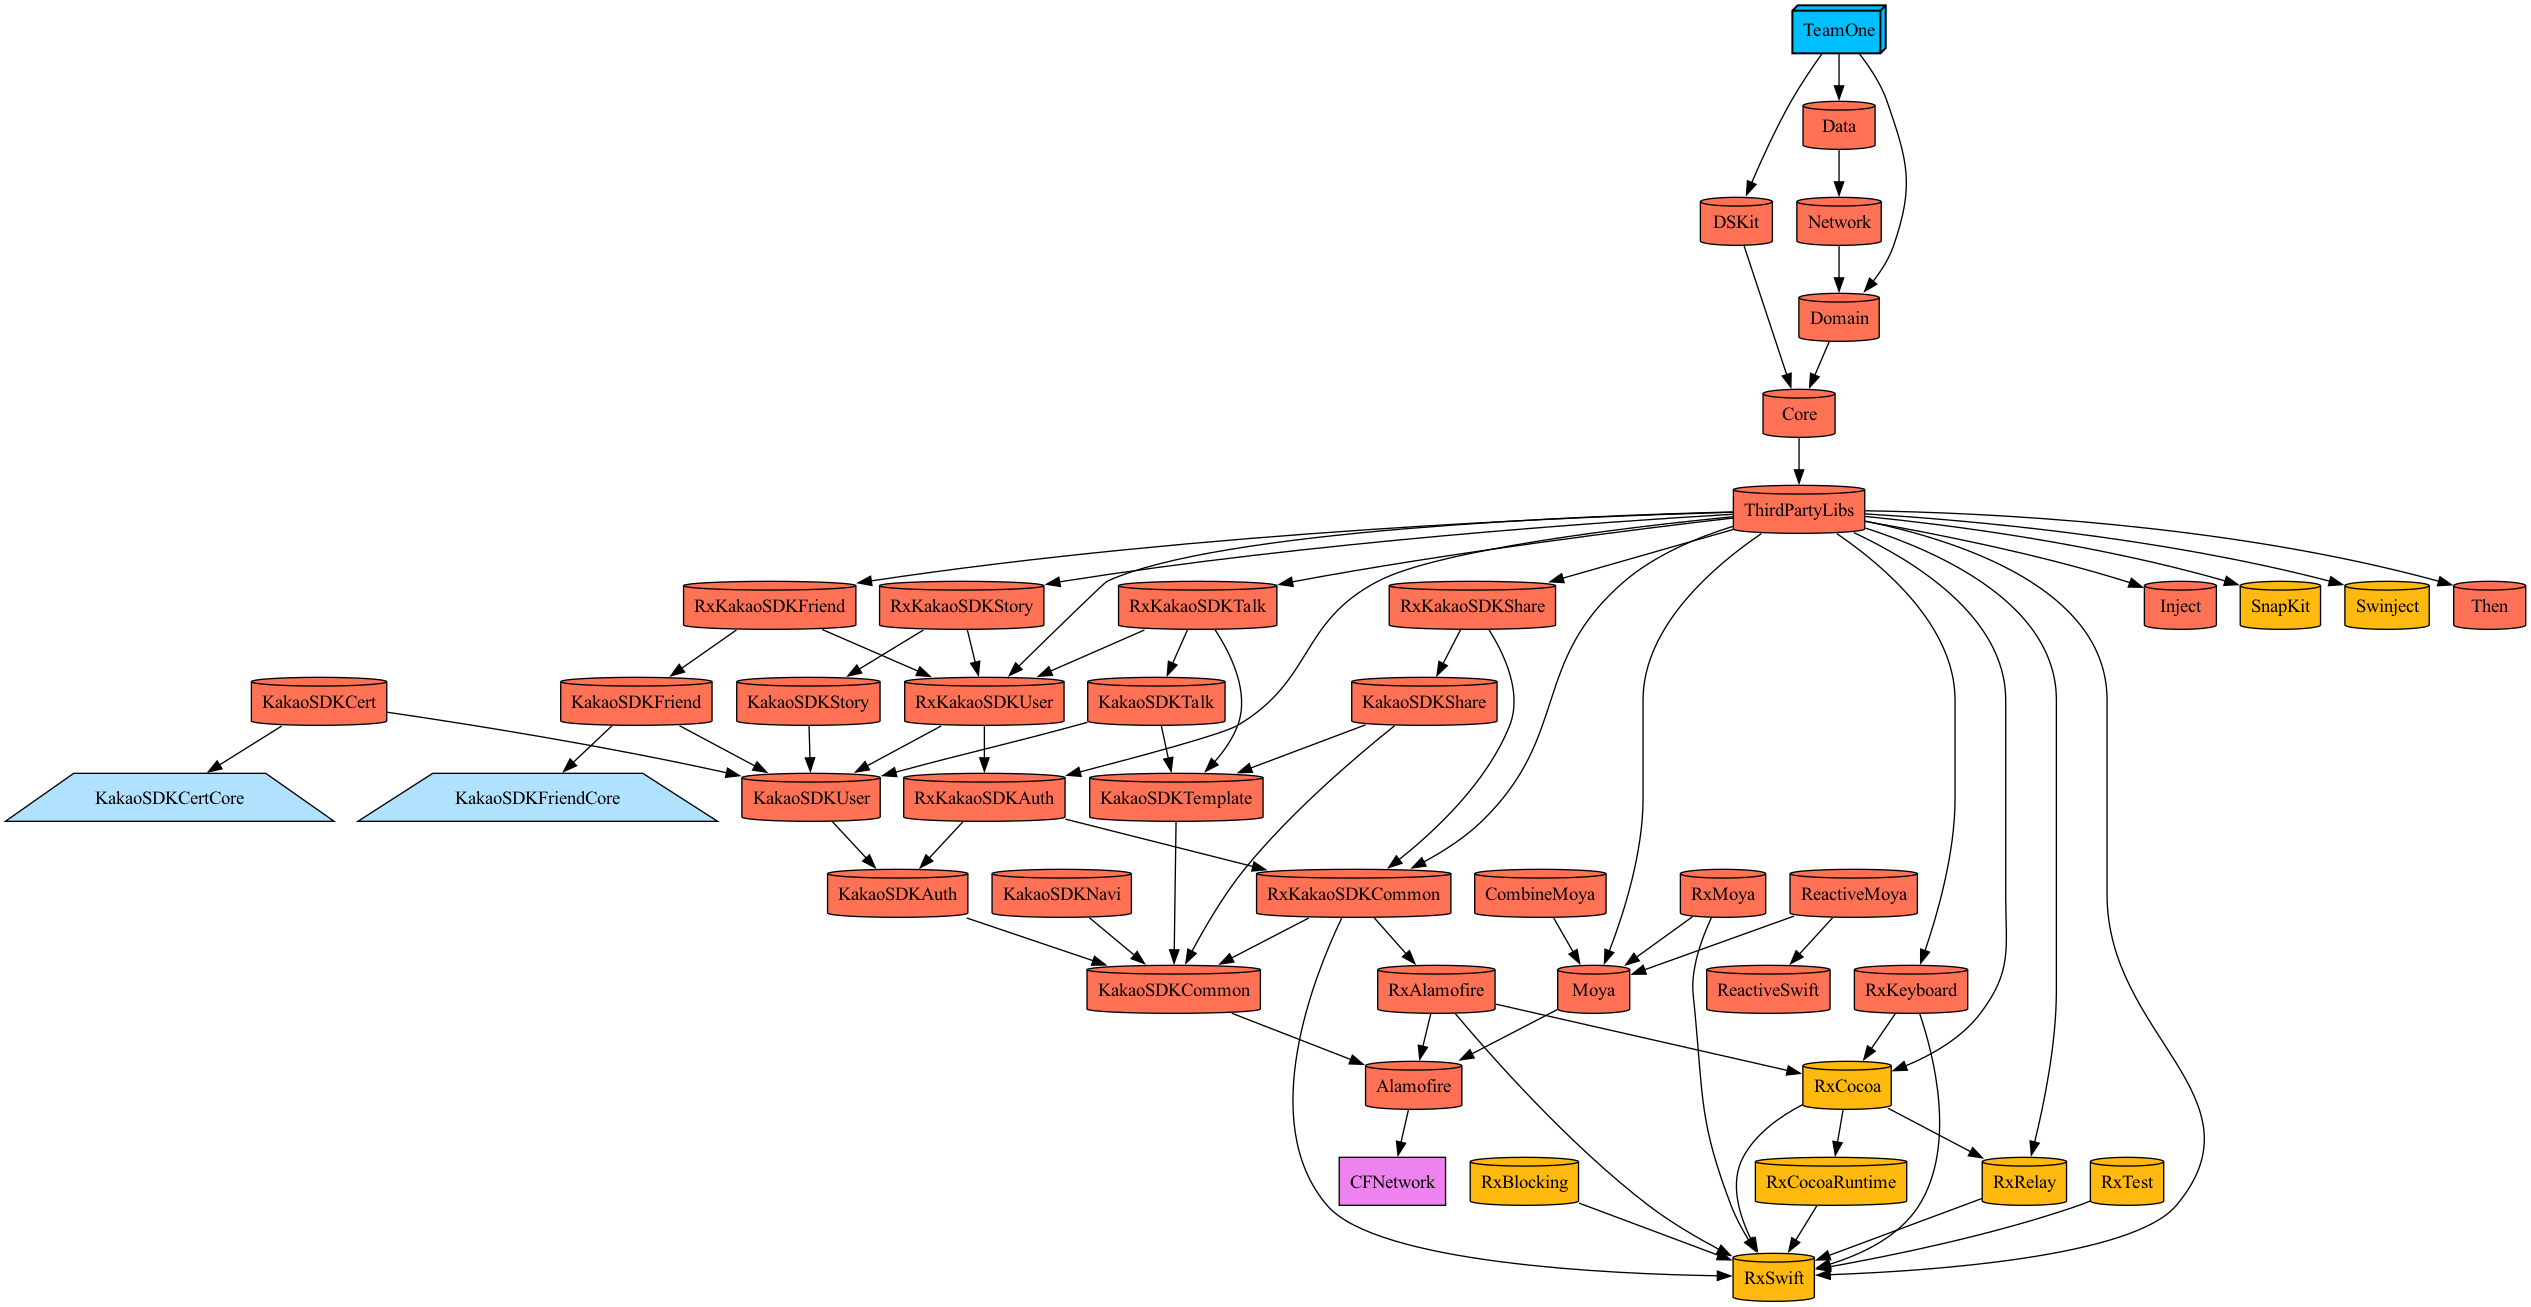 TeamOne
Data
DSKit
Network
Domain
Core
ThirdPartyLibs
RxKakaoSDKFriend
RxKakaoSDKStory
RxKakaoSDKTalk
RxKakaoSDKShare
Inject
SnapKit
Swinject
Then
KakaoSDKCert
KakaoSDKFriend
KakaoSDKStory
RxKakaoSDKUser
KakaoSDKTalk
KakaoSDKShare
KakaoSDKCertCore
KakaoSDKFriendCore
KakaoSDKUser
RxKakaoSDKAuth
KakaoSDKTemplate
KakaoSDKAuth
KakaoSDKNavi
RxKakaoSDKCommon
CombineMoya
RxMoya
ReactiveMoya
KakaoSDKCommon
RxAlamofire
Moya
ReactiveSwift
RxKeyboard
Alamofire
RxCocoa
CFNetwork
RxBlocking
RxCocoaRuntime
RxRelay
RxTest
RxSwift